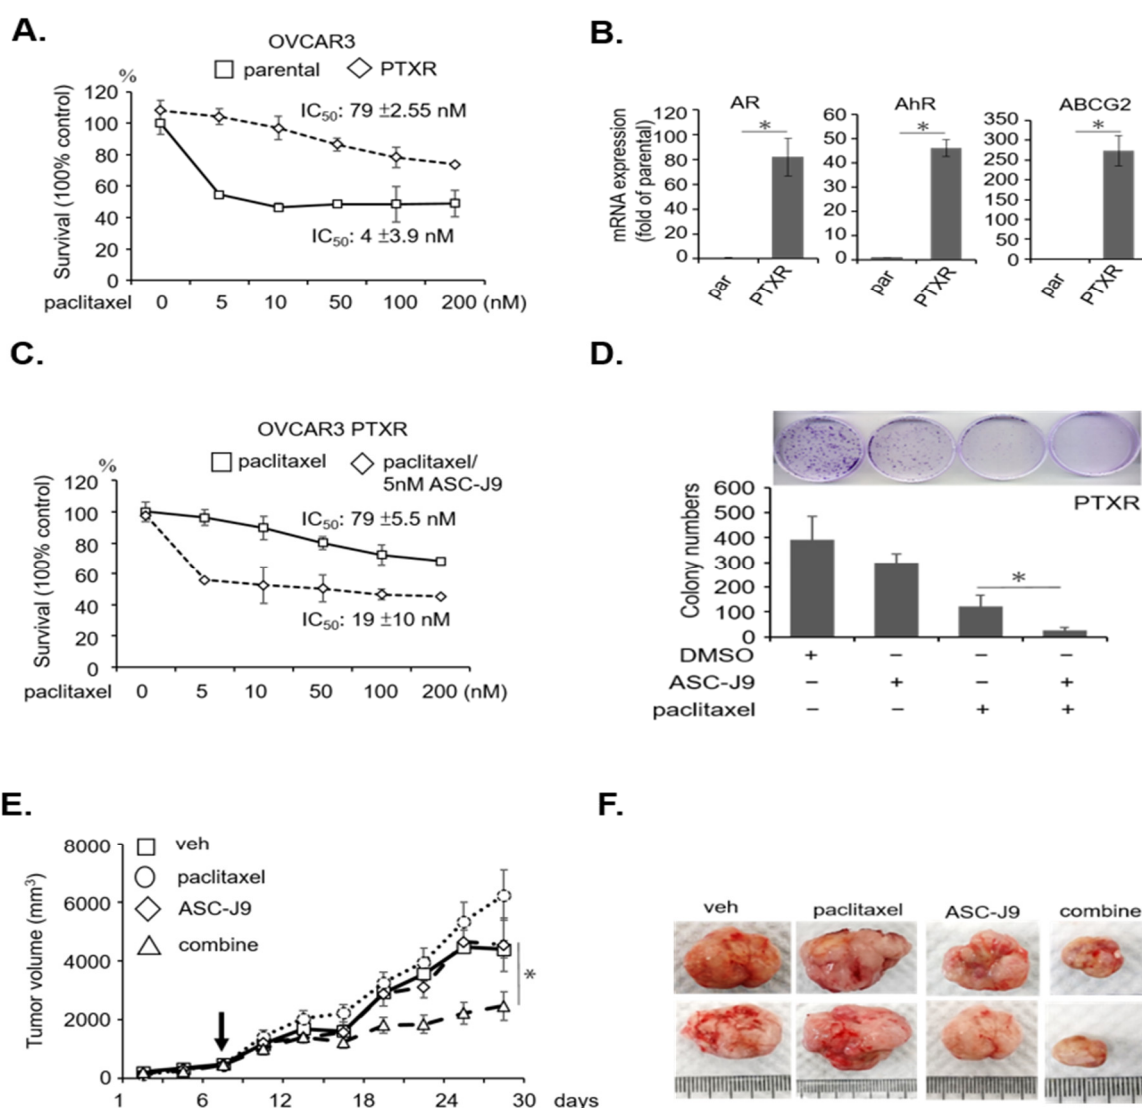 A.
OVCAR3
parental PTXR
%
120
100
80
60
40
20
0
Survival (100% control)
IC50: 79 ±2.55 nM
IC50: 4 ±3.9 nM
paclitaxel 0 5 10 50 100 200 (nM)
B.
mRNA expression
(fold of parental)
AR
120
100
80
60
40
20
0
*
par PTXR
AhR
60
50
40
30
20
10
0
*
par PTXR
ABCG2
350
300
250
200
150
100
50
0
*
par PTXR
C.
OVCAR3 PTXR
paclitaxel paclitaxel/
5nM ASC-J9
%
120
100
80
60
40
20
0
Survival (100% control)
IC50: 79 ±5.5 nM
IC50: 19 ±10 nM
paclitaxel 0 5 10 50 100 200 (nM)
D.
PTXR
Colony numbers
600
500
400
300
200
100
0
*
DMSO + − − −
ASC-J9 − + − +
paclitaxel − − + +
E.
Tumor volume (mm3)
8000
6000
4000
2000
0
veh
paclitaxel
ASC-J9
combine
*
1 6 12 18 24 30 days
F.
veh paclitaxel ASC-J9 combine